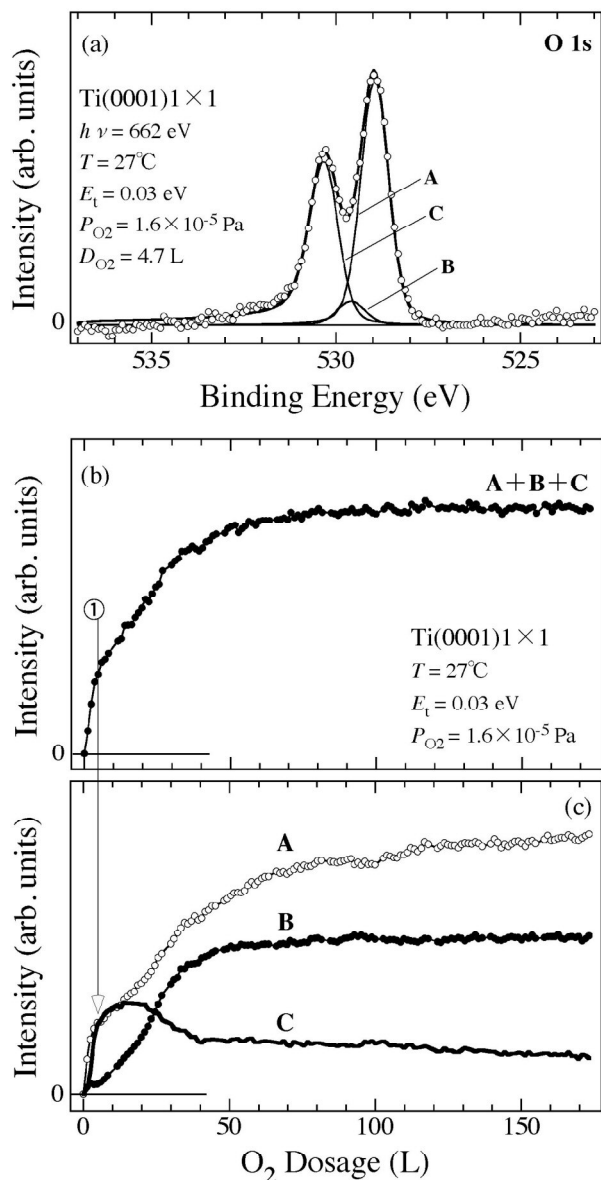 (a)
O 1s
Ti(0001)1×1
hν = 662 eV
T = 27℃
Et = 0.03 eV
PO2 = 1.6×10-5 Pa
DO2 = 4.7 L
A
C
B
Intensity (arb. units)
0
535 530 525
Binding Energy (eV)
(b)
A+B+C
①
Ti(0001)1×1
T = 27℃
Et = 0.03 eV
PO2 = 1.6×10-5 Pa
Intensity (arb. units)
0
(c)
A
B
C
Intensity (arb. units)
0
0 50 100 150
O2 Dosage (L)